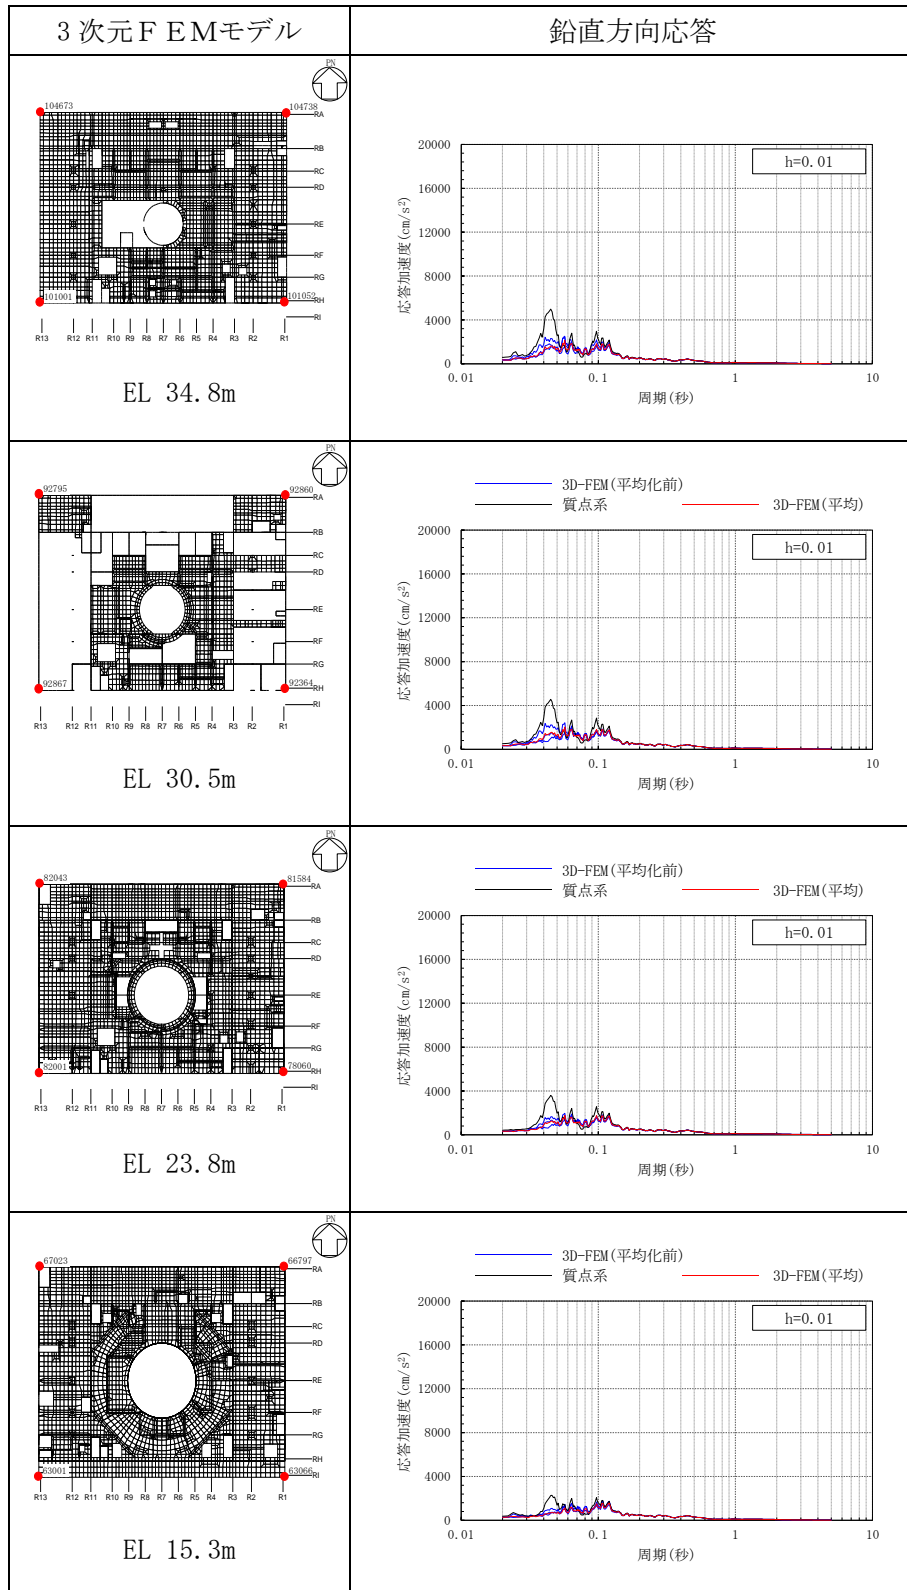 3次元ＦＥＭモデル
鉛直方向応答
PN
104673
104738
RA
RB
RC
RD
RE
RF
RG
101001
101052
RH
RI
R13 R12 R11 R10 R9 R8 R7 R6 R5 R4 R3 R2 R1
EL 34.8m
h=0.01
応答加速度(cm/s²)
20000
16000
12000
8000
4000
0
0.01 0.1 1 10
周期(秒)
PN
92795
92860
RA
RB
RC
RD
RE
RF
RG
92867
92364
RH
RI
R13 R12 R11 R10 R9 R8 R7 R6 R5 R4 R3 R2 R1
EL 30.5m
3D-FEM(平均化前)
質点系 3D-FEM(平均)
h=0.01
応答加速度(cm/s²)
20000
16000
12000
8000
4000
0
0.01 0.1 1 10
周期(秒)
PN
82043
81584
RA
RB
RC
RD
RE
RF
RG
82001
78060
RH
RI
R13 R12 R11 R10 R9 R8 R7 R6 R5 R4 R3 R2 R1
EL 23.8m
3D-FEM(平均化前)
質点系 3D-FEM(平均)
h=0.01
応答加速度(cm/s²)
20000
16000
12000
8000
4000
0
0.01 0.1 1 10
周期(秒)
PN
67023
66797
RA
RB
RC
RD
RE
RF
RG
RH
63001
63066
RI
R13 R12 R11 R10 R9 R8 R7 R6 R5 R4 R3 R2 R1
EL 15.3m
3D-FEM(平均化前)
質点系 3D-FEM(平均)
h=0.01
応答加速度(cm/s²)
20000
16000
12000
8000
4000
0
0.01 0.1 1 10
周期(秒)